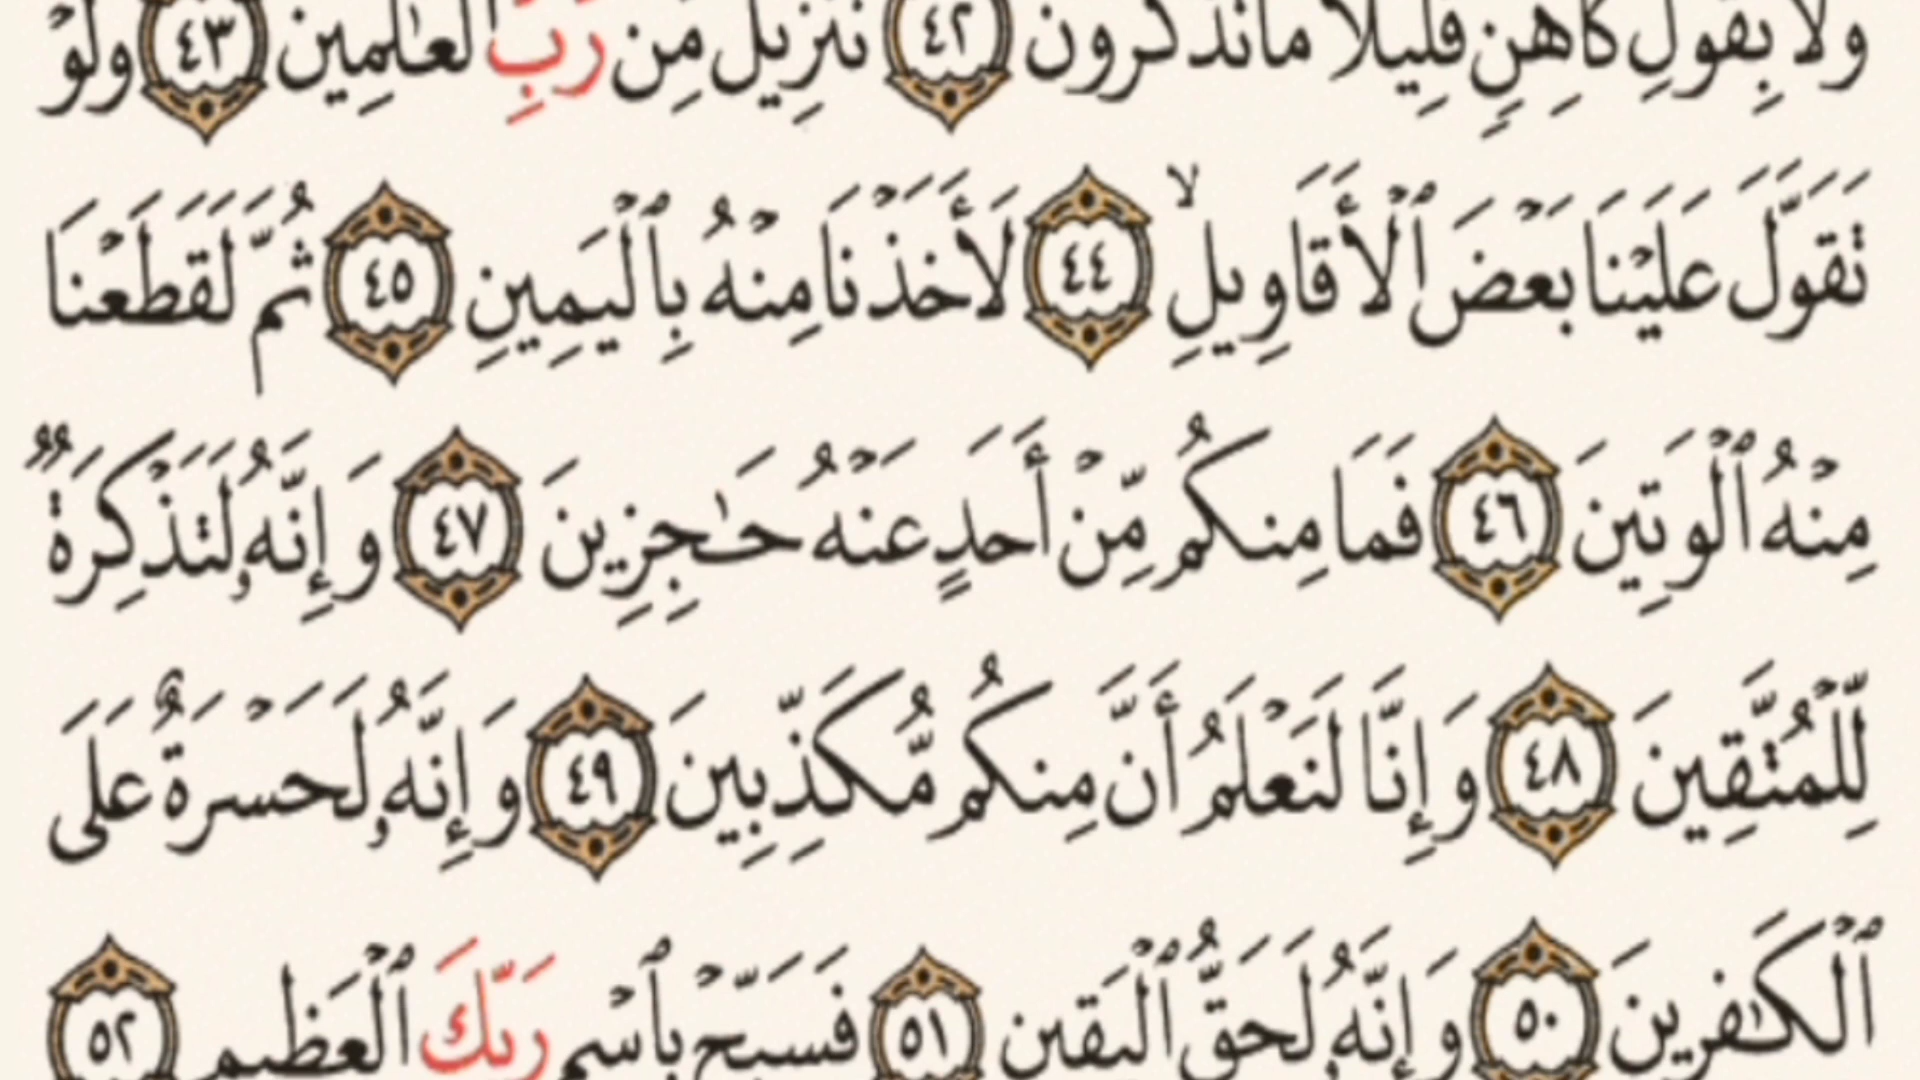 وَلَا بِقَوْلِ كَاهِنٍ قَلِيلًا مَّا تَذَكَّرُونَ ٤٢ تَنزِيلٌ مِّن رَّبِّ ٱلْعَٰلَمِينَ ٤٣ وَلَوْ
تَقَوَّلَ عَلَيْنَا بَعْضَ ٱلْأَقَاوِيلِ ۙ ٤٤ لَأَخَذْنَا مِنْهُ بِٱلْيَمِينِ ٤٥ ثُمَّ لَقَطَعْنَا
مِنْهُ ٱلْوَتِينَ ٤٦ فَمَا مِنكُم مِّنْ أَحَدٍ عَنْهُ حَٰجِزِينَ ٤٧ وَإِنَّهُۥ لَتَذْكِرَةٌ
لِّلْمُتَّقِينَ ٤٨ وَإِنَّا لَنَعْلَمُ أَنَّ مِنكُم مُّكَذِّبِينَ ٤٩ وَإِنَّهُۥ لَحَسْرَةٌ عَلَى
ٱلْكَٰفِرِينَ ٥٠ وَإِنَّهُۥ لَحَقُّ ٱلْيَقِينِ ٥١ فَسَبِّحْ بِٱسْمِ رَبِّكَ ٱلْعَظِيمِ ٥٢